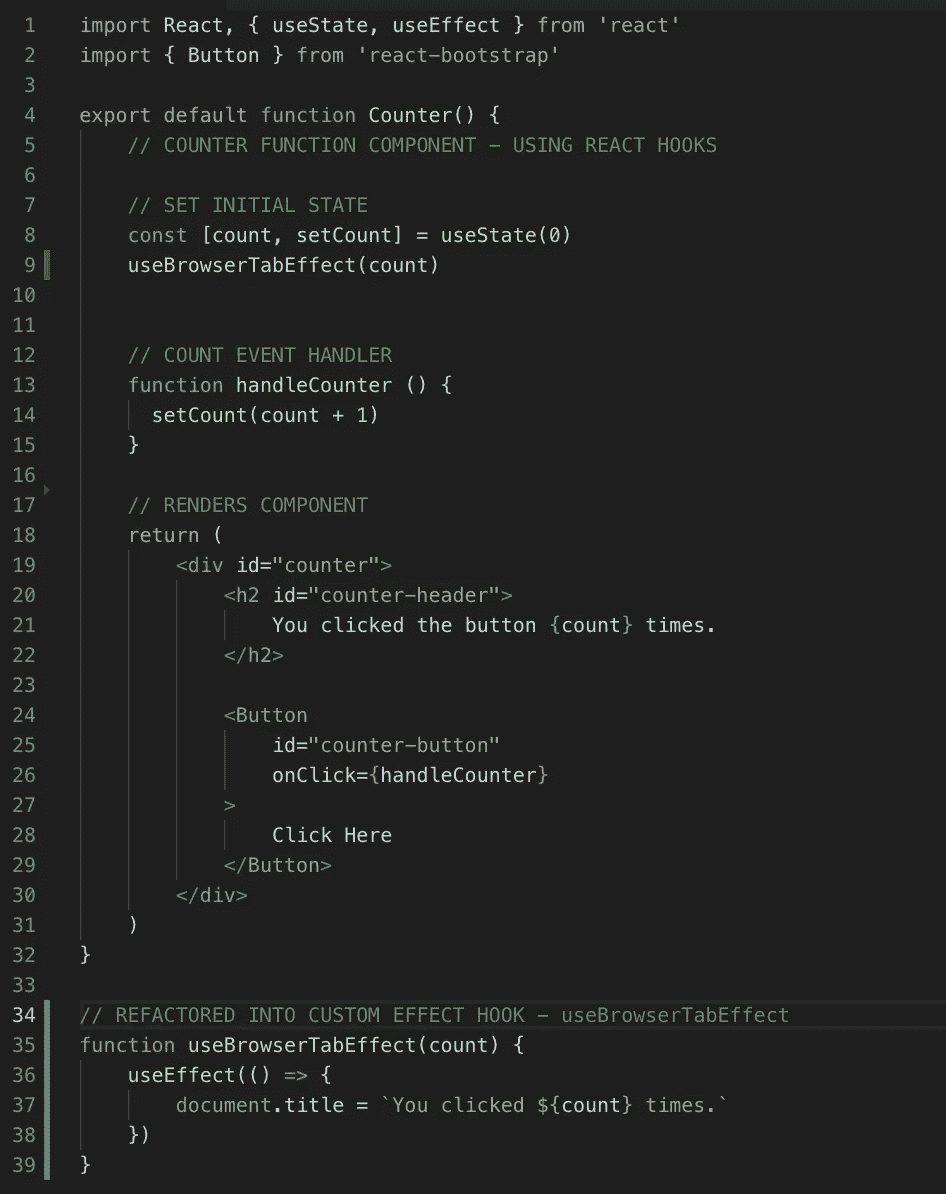 1 import React, { useState, useEffect } from 'react'
2 import { Button } from 'react-bootstrap'
3
4 export default function Counter() {
5     // COUNTER FUNCTION COMPONENT – USING REACT HOOKS
6
7     // SET INITIAL STATE
8     const [count, setCount] = useState(0)
9     useBrowserTabEffect(count)
10
11
12     // COUNT EVENT HANDLER
13     function handleCounter () {
14       setCount(count + 1)
15     }
16
17     // RENDERS COMPONENT
18     return (
19         <div id="counter">
20             <h2 id="counter-header">
21                 You clicked the button {count} times.
22             </h2>
23
24             <Button
25                 id="counter-button"
26                 onClick={handleCounter}
27             >
28                 Click Here
29             </Button>
30         </div>
31     )
32 }
33
34 // REFACTORED INTO CUSTOM EFFECT HOOK – useBrowserTabEffect
35 function useBrowserTabEffect(count) {
36     useEffect(() => {
37         document.title = `You clicked ${count} times.`
38     })
39 }